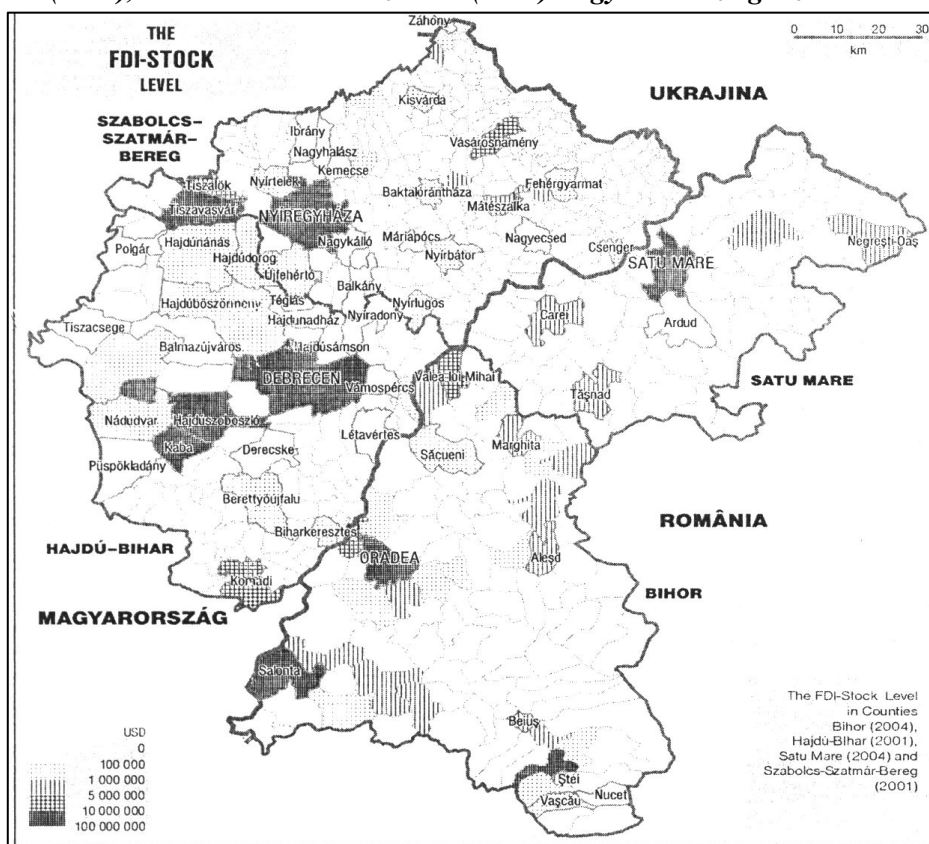 THE
FDI-STOCK
LEVEL
0 10 20 30
km
Záhony
UKRAJINA
SZABOLCS-
SZATMÁR-
BEREG
Kisvárda
Ibrány
Nagyhalász
Kemecse
Vásárosnamény
Tiszalök
Nyírtelek
Baktalórántháza
Fehérgyarmat
Mátészalka
Tiszavasvári
NYÍREGYHÁZA
Polgár
Hajdúnánás
Nagykálló
Máriapócs
Nagyecsed
Csenger
Negrești-Oaș
Hajdúdorog
Nyírbátor
SATU MARE
Újfehértó
Balkány
Hajdúböszörmény
Téglás
Nyírlugos
Carei
Ardud
Tiszacsege
Hajdúnadház
Nyíradony
Balmazújváros
Hajdúsámson
DEBRECEN
Vámospércs
Valea-lui-Mihai
SATU MARE
Tășnad
Nádudvar
Hajdúszoboszló
Létavértes
Marghita
Kaba
Derecske
Săcueni
Püspökladány
Berettyóújfalu
ROMÂNIA
Biharkeresztes
HAJDÚ-BIHAR
ORADEA
Aleșd
Komádi
BIHOR
MAGYARORSZÁG
Salonta
The FDI-Stock Level
in Counties
Bihor (2004),
Hajdú-Bihar (2001),
Satu Mare (2004) and
Szabolcs-Szatmár-Bereg
(2001)
Beiuș
USD
0
100 000
1 000 000
5 000 000
10 000 000
100 000 000
Ștei
Nucet
Vașcău